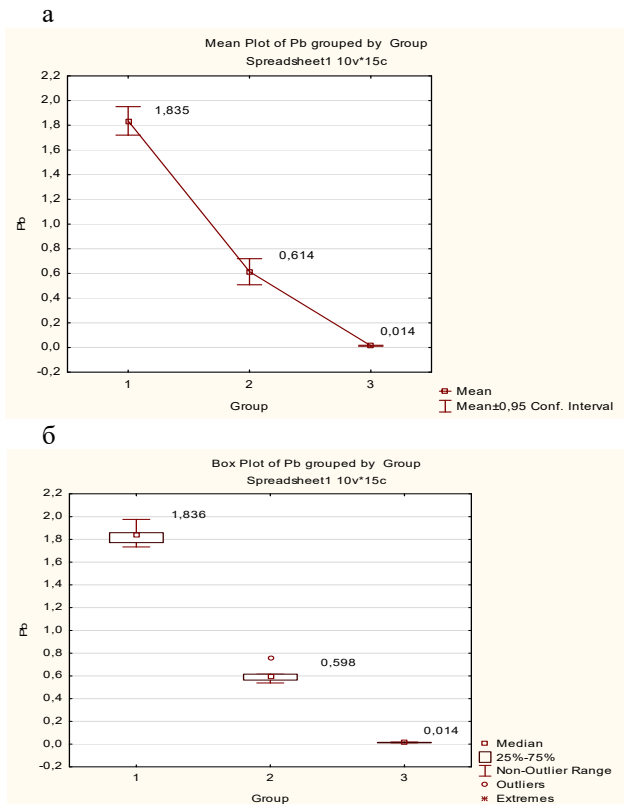 а
Mean Plot of Pb grouped by Group
Spreadsheet1 10v*15c
2,2
2,0
1,8
1,6
1,4
1,2
1,0
0,8
0,6
0,4
0,2
0,0
-0,2
Pb
1,835
0,614
0,014
1 2 3
Group
Mean
Mean±0,95 Conf. Interval
б
Box Plot of Pb grouped by Group
Spreadsheet1 10v*15c
2,2
2,0
1,8
1,6
1,4
1,2
1,0
0,8
0,6
0,4
0,2
0,0
-0,2
Pb
1,836
0,598
0,014
1 2 3
Group
Median
25%-75%
Non-Outlier Range
Outliers
Extremes